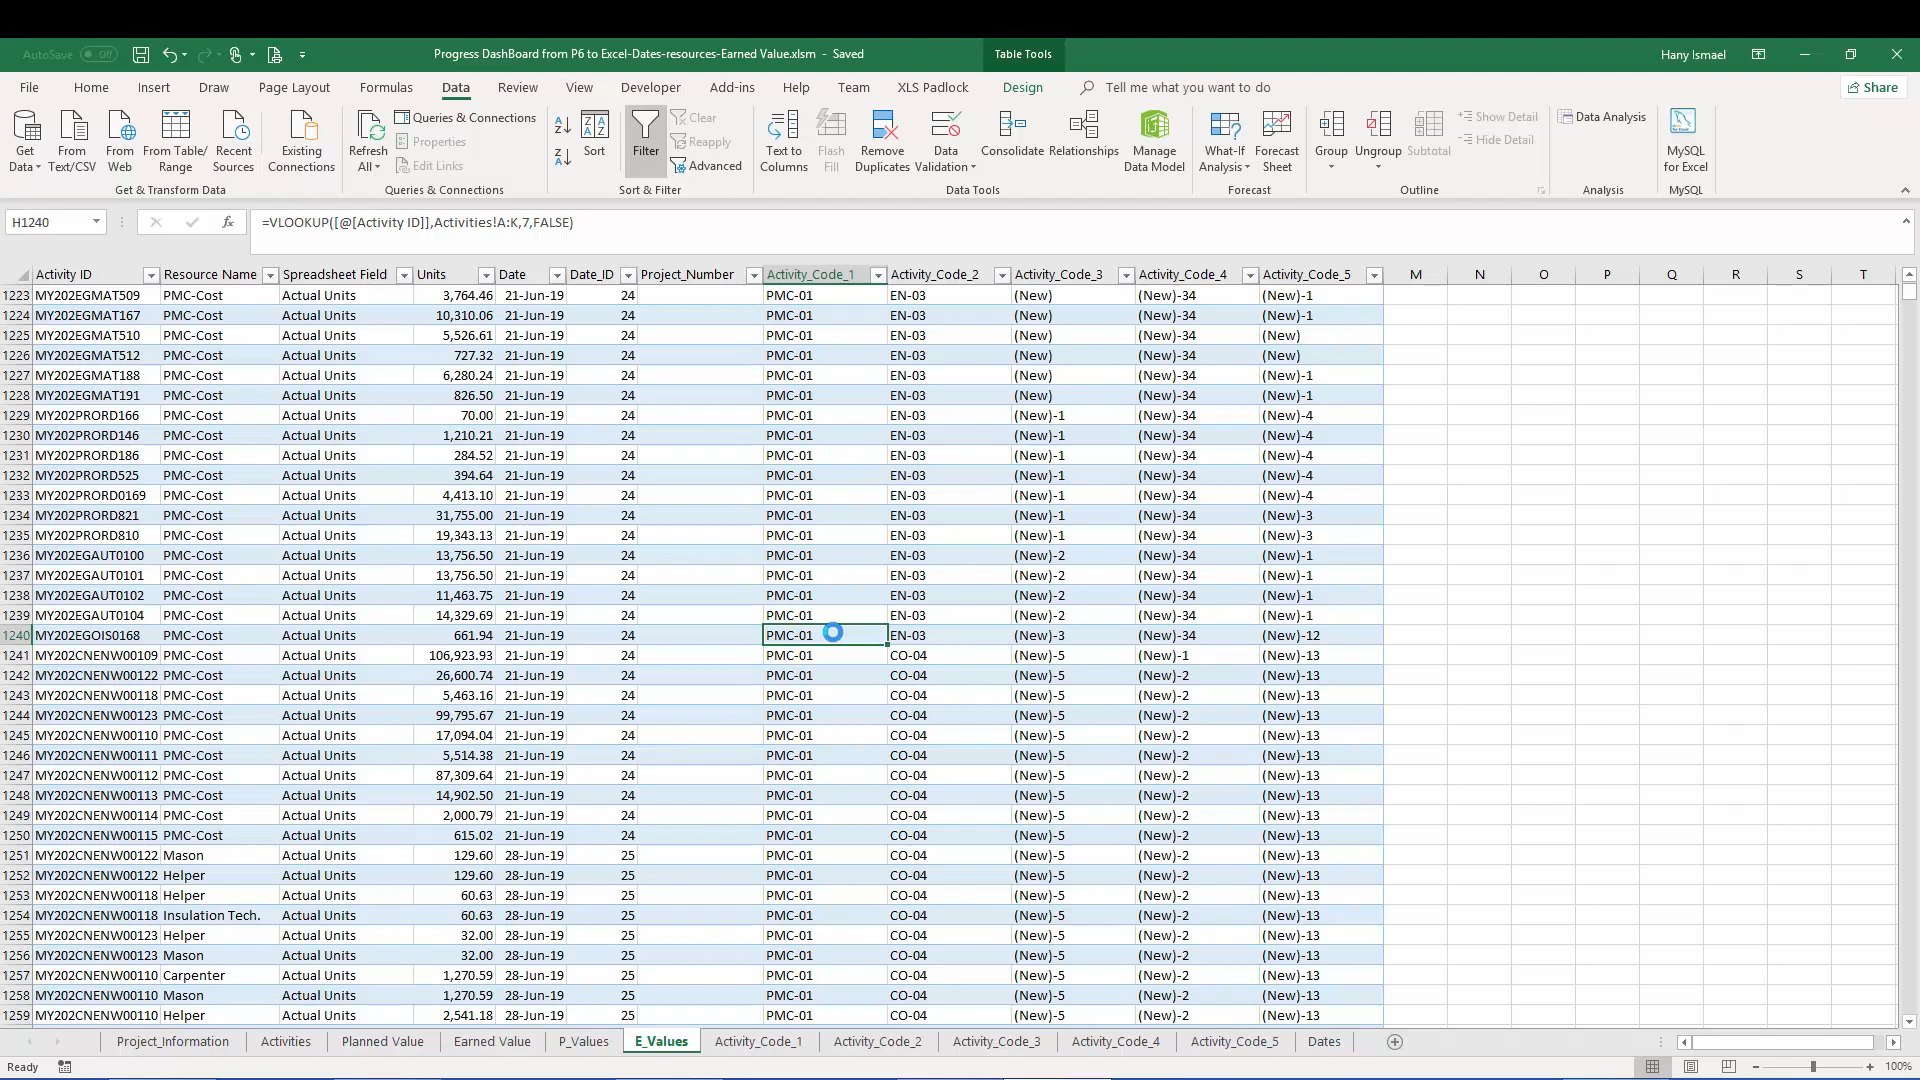 AutoSave Off Progress DashBoard from P6 to Excel-Dates-resources-Earned Value.xlsm - Saved Table Tools Hany Ismael
File Home Insert Draw Page Layout Formulas Data Review View Developer Add-ins Help Team XLS Padlock Design Tell me what you want to do Share
Queries & Connections Clear Show Detail Data Analysis
Properties Reapply Hide Detail
Edit Links Advanced
Get Data From Text/CSV From Web From Table/ Range Recent Sources Existing Connections Refresh All Sort Filter Text to Columns Flash Fill Remove Duplicates Data Validation Consolidate Relationships Manage Data Model What-If Analysis Forecast Sheet Group Ungroup Subtotal MySQL for Excel
Get & Transform Data Queries & Connections Sort & Filter Data Tools Forecast Outline Analysis MySQL
H1240 fx =VLOOKUP([@[Activity ID]],Activities!A:K,7,FALSE)
Activity ID Resource Name Spreadsheet Field Units Date Date_ID Project_Number Activity_Code_1 Activity_Code_2 Activity_Code_3 Activity_Code_4 Activity_Code_5 M N O P Q R S T
1223 MY202EGMAT509 PMC-Cost Actual Units 3,764.46 21-Jun-19 24 PMC-01 EN-03 (New) (New)-34 (New)-1
1224 MY202EGMAT167 PMC-Cost Actual Units 10,310.06 21-Jun-19 24 PMC-01 EN-03 (New) (New)-34 (New)-1
1225 MY202EGMAT510 PMC-Cost Actual Units 5,526.61 21-Jun-19 24 PMC-01 EN-03 (New) (New)-34 (New)
1226 MY202EGMAT512 PMC-Cost Actual Units 727.32 21-Jun-19 24 PMC-01 EN-03 (New) (New)-34 (New)
1227 MY202EGMAT188 PMC-Cost Actual Units 6,280.24 21-Jun-19 24 PMC-01 EN-03 (New) (New)-34 (New)-1
1228 MY202EGMAT191 PMC-Cost Actual Units 826.50 21-Jun-19 24 PMC-01 EN-03 (New) (New)-34 (New)-1
1229 MY202PRORD166 PMC-Cost Actual Units 70.00 21-Jun-19 24 PMC-01 EN-03 (New)-1 (New)-34 (New)-4
1230 MY202PRORD146 PMC-Cost Actual Units 1,210.21 21-Jun-19 24 PMC-01 EN-03 (New)-1 (New)-34 (New)-4
1231 MY202PRORD186 PMC-Cost Actual Units 284.52 21-Jun-19 24 PMC-01 EN-03 (New)-1 (New)-34 (New)-4
1232 MY202PRORD525 PMC-Cost Actual Units 394.64 21-Jun-19 24 PMC-01 EN-03 (New)-1 (New)-34 (New)-4
1233 MY202PRORD0169 PMC-Cost Actual Units 4,413.10 21-Jun-19 24 PMC-01 EN-03 (New)-1 (New)-34 (New)-4
1234 MY202PRORD821 PMC-Cost Actual Units 31,755.00 21-Jun-19 24 PMC-01 EN-03 (New)-1 (New)-34 (New)-3
1235 MY202PRORD810 PMC-Cost Actual Units 19,343.13 21-Jun-19 24 PMC-01 EN-03 (New)-1 (New)-34 (New)-3
1236 MY202EGAUT0100 PMC-Cost Actual Units 13,756.50 21-Jun-19 24 PMC-01 EN-03 (New)-2 (New)-34 (New)-1
1237 MY202EGAUT0101 PMC-Cost Actual Units 13,756.50 21-Jun-19 24 PMC-01 EN-03 (New)-2 (New)-34 (New)-1
1238 MY202EGAUT0102 PMC-Cost Actual Units 11,463.75 21-Jun-19 24 PMC-01 EN-03 (New)-2 (New)-34 (New)-1
1239 MY202EGAUT0104 PMC-Cost Actual Units 14,329.69 21-Jun-19 24 PMC-01 EN-03 (New)-2 (New)-34 (New)-1
1240 MY202EGOIS0168 PMC-Cost Actual Units 661.94 21-Jun-19 24 PMC-01 EN-03 (New)-3 (New)-34 (New)-12
1241 MY202CNENW00109 PMC-Cost Actual Units 106,923.93 21-Jun-19 24 PMC-01 CO-04 (New)-5 (New)-1 (New)-13
1242 MY202CNENW00122 PMC-Cost Actual Units 26,600.74 21-Jun-19 24 PMC-01 CO-04 (New)-5 (New)-2 (New)-13
1243 MY202CNENW00118 PMC-Cost Actual Units 5,463.16 21-Jun-19 24 PMC-01 CO-04 (New)-5 (New)-2 (New)-13
1244 MY202CNENW00123 PMC-Cost Actual Units 99,795.67 21-Jun-19 24 PMC-01 CO-04 (New)-5 (New)-2 (New)-13
1245 MY202CNENW00110 PMC-Cost Actual Units 17,094.04 21-Jun-19 24 PMC-01 CO-04 (New)-5 (New)-2 (New)-13
1246 MY202CNENW00111 PMC-Cost Actual Units 5,514.38 21-Jun-19 24 PMC-01 CO-04 (New)-5 (New)-2 (New)-13
1247 MY202CNENW00112 PMC-Cost Actual Units 87,309.64 21-Jun-19 24 PMC-01 CO-04 (New)-5 (New)-2 (New)-13
1248 MY202CNENW00113 PMC-Cost Actual Units 14,902.50 21-Jun-19 24 PMC-01 CO-04 (New)-5 (New)-2 (New)-13
1249 MY202CNENW00114 PMC-Cost Actual Units 2,000.79 21-Jun-19 24 PMC-01 CO-04 (New)-5 (New)-2 (New)-13
1250 MY202CNENW00115 PMC-Cost Actual Units 615.02 21-Jun-19 24 PMC-01 CO-04 (New)-5 (New)-2 (New)-13
1251 MY202CNENW00122 Mason Actual Units 129.60 28-Jun-19 25 PMC-01 CO-04 (New)-5 (New)-2 (New)-13
1252 MY202CNENW00122 Helper Actual Units 129.60 28-Jun-19 25 PMC-01 CO-04 (New)-5 (New)-2 (New)-13
1253 MY202CNENW00118 Helper Actual Units 60.63 28-Jun-19 25 PMC-01 CO-04 (New)-5 (New)-2 (New)-13
1254 MY202CNENW00118 Insulation Tech. Actual Units 60.63 28-Jun-19 25 PMC-01 CO-04 (New)-5 (New)-2 (New)-13
1255 MY202CNENW00123 Helper Actual Units 32.00 28-Jun-19 25 PMC-01 CO-04 (New)-5 (New)-2 (New)-13
1256 MY202CNENW00123 Mason Actual Units 32.00 28-Jun-19 25 PMC-01 CO-04 (New)-5 (New)-2 (New)-13
1257 MY202CNENW00110 Carpenter Actual Units 1,270.59 28-Jun-19 25 PMC-01 CO-04 (New)-5 (New)-2 (New)-13
1258 MY202CNENW00110 Mason Actual Units 1,270.59 28-Jun-19 25 PMC-01 CO-04 (New)-5 (New)-2 (New)-13
1259 MY202CNENW00110 Helper Actual Units 2,541.18 28-Jun-19 25 PMC-01 CO-04 (New)-5 (New)-2 (New)-13
Project_Information Activities Planned Value Earned Value P_Values E_Values Activity_Code_1 Activity_Code_2 Activity_Code_3 Activity_Code_4 Activity_Code_5 Dates
Ready 100%